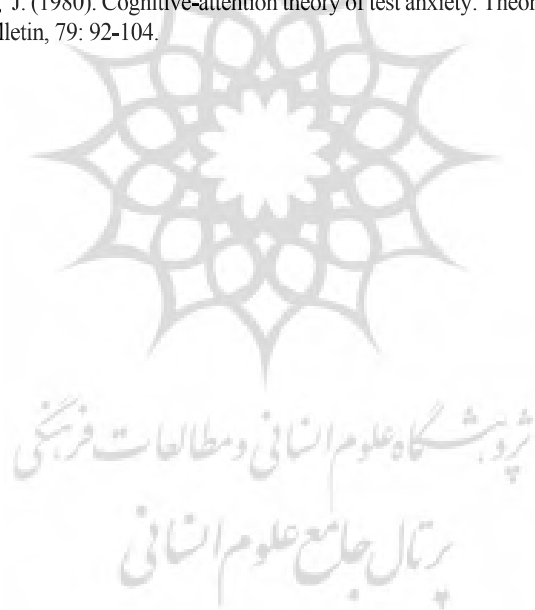 J. (1980). Cognitive-attention theory of test anxiety. Theor
lletin, 79: 92-104.
پژوهشگاه علوم انسانی و مطالعات فرهنگی
پرتال جامع علوم انسانی